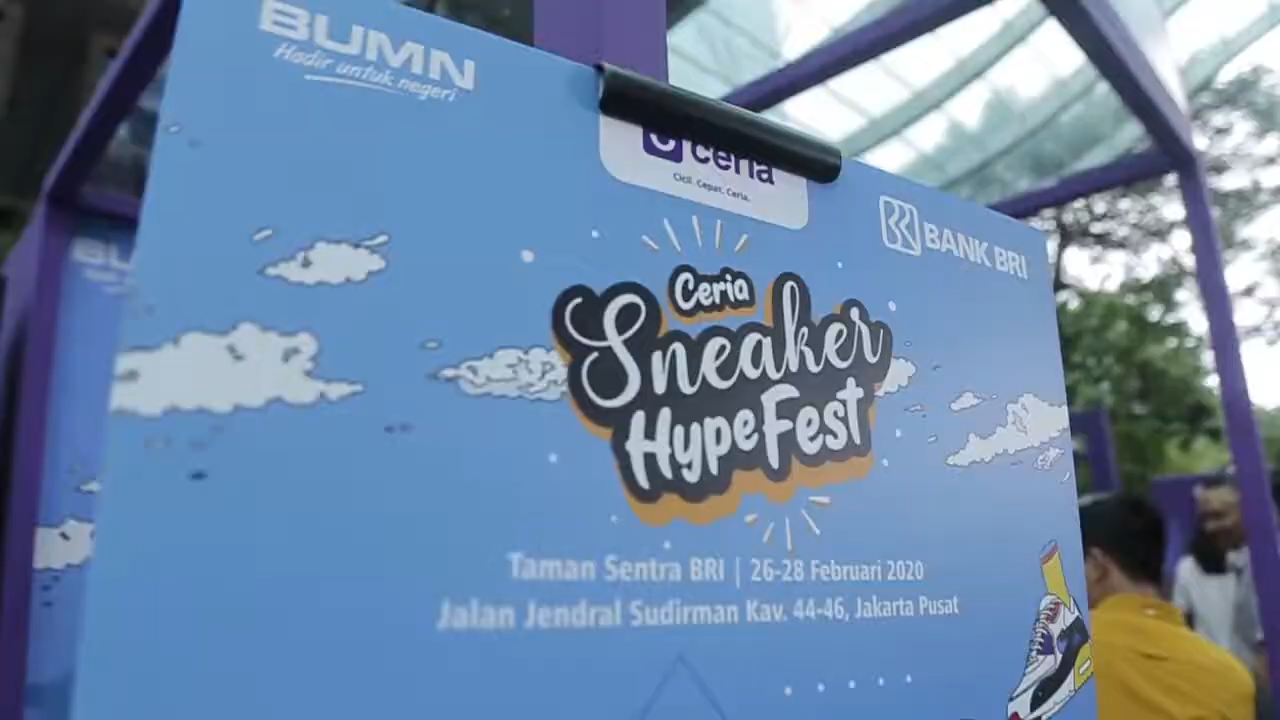 BUMN
Hadir untuk negeri
ceria
Cicil. Cepat. Ceria.
BANK BRI
Ceria
Sneaker
HypeFest
Taman Sentra BRI | 26-28 Februari 2020
Jalan Jendral Sudirman Kav. 44-46, Jakarta Pusat
BU